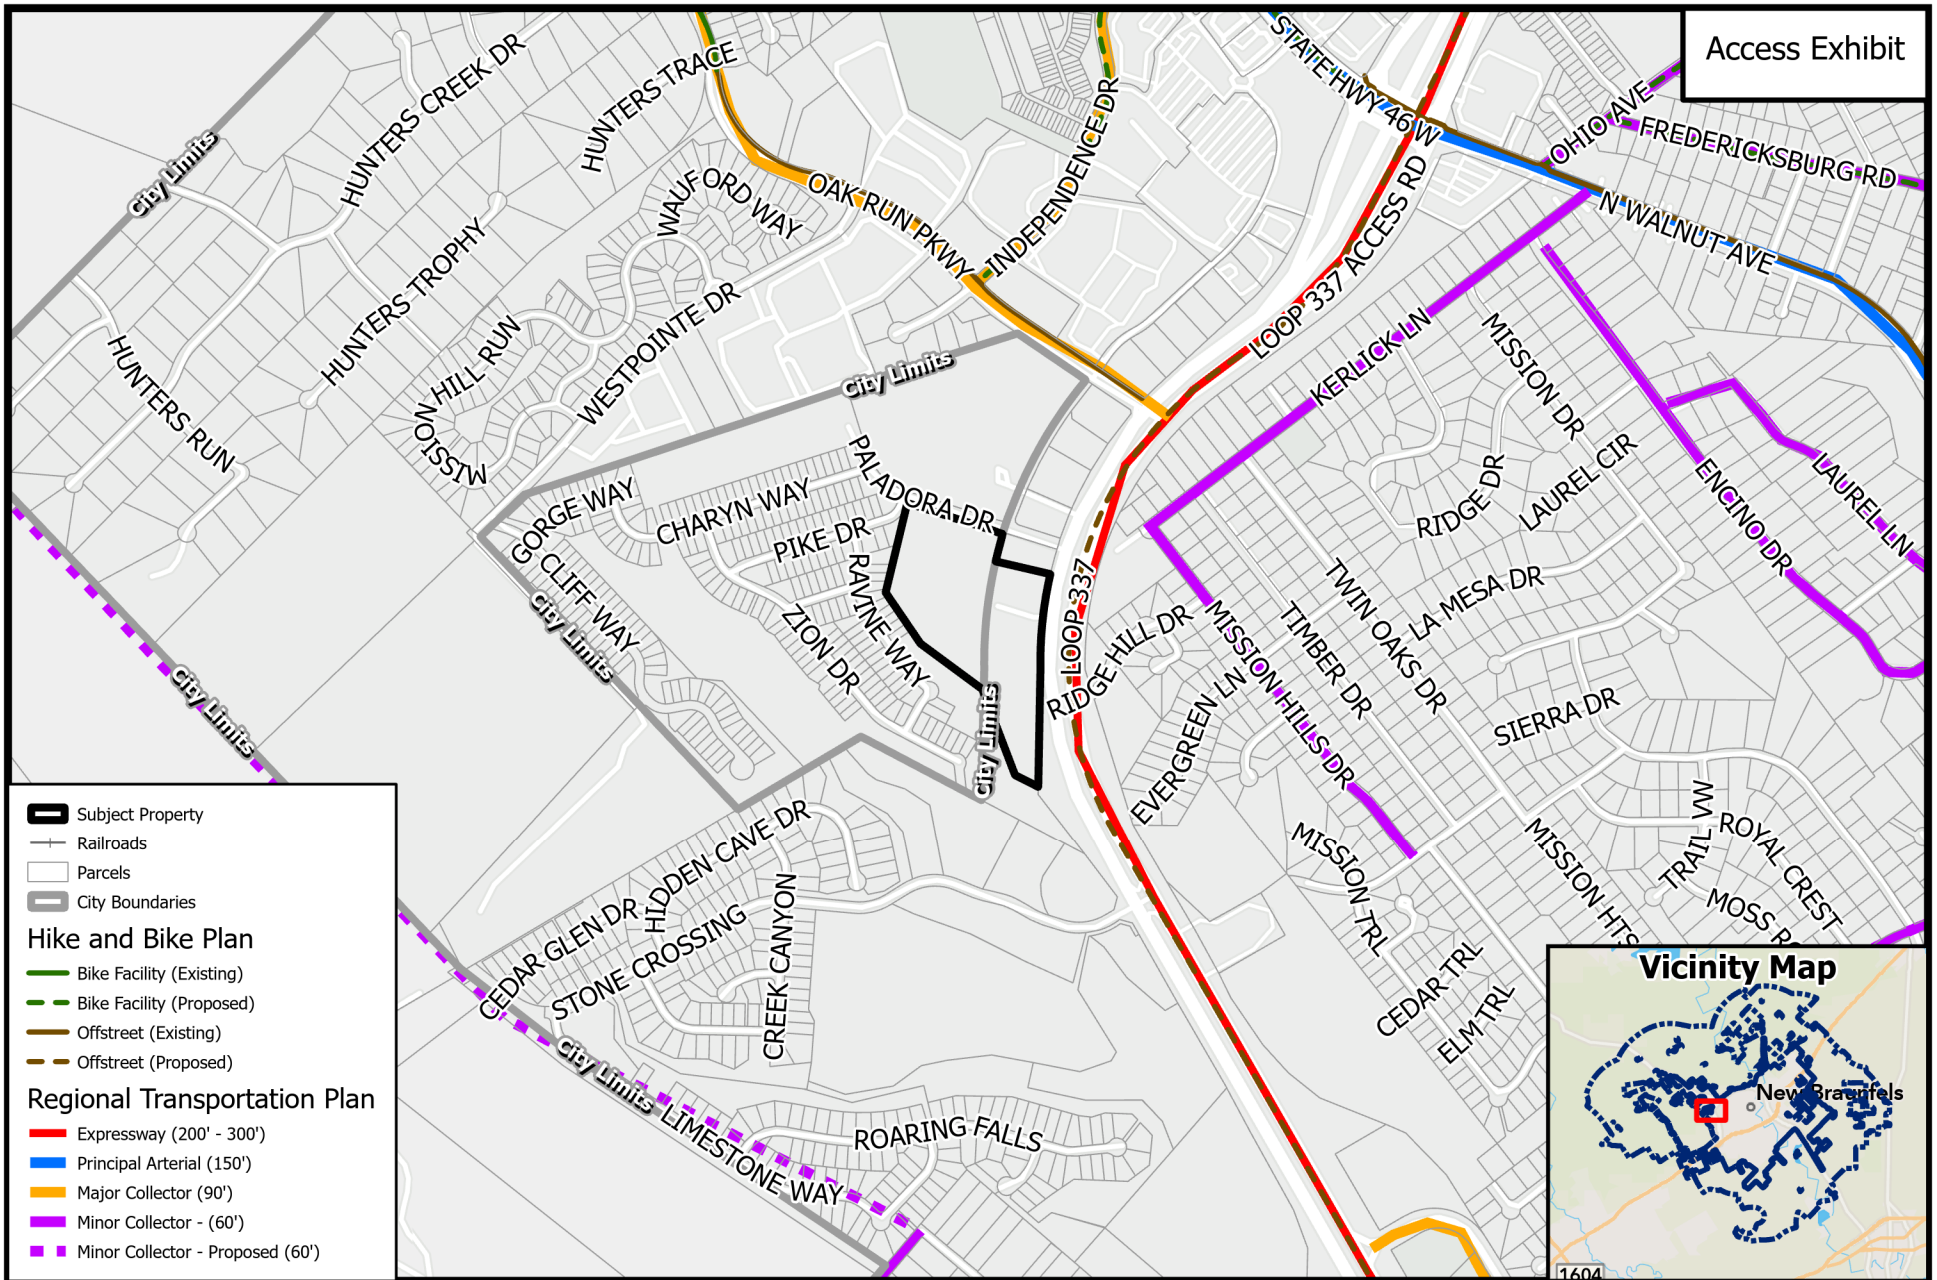 Access Exhibit
STATE HWY 46 W
HUNTERS CREEK DR
HUNTERS TRACE
INDEPENDENCE DR
OHIO AVE
FREDERICKSBURG RD
City Limits
WAUFORD WAY
OAK RUN PKWY
LOOP 337 ACCESS RD
N WALNUT AVE
HUNTERS TROPHY
WESTPOINTE DR
HUNTERS RUN
MISSION HILL RUN
City Limits
KERLICK LN
MISSION DR
LAUREL CIR
RIDGE DR
ENCINO DR
LAUREL LN
PALADORA DR
GORGE WAY
CHARYN WAY
PIKE DR
CLIFF WAY
RAVINE WAY
ZION DR
City Limits
LOOP 337
RIDGE HILL DR
MISSION HILLS DR
TIMBER DR
TWIN OAKS DR
LA MESA DR
City Limits
City Limits
EVERGREEN LN
SIERRA DR
MISSION TRL
MISSION HTS
TRAIL VW
ROYAL CREST
MOSS RO
HIDDEN CAVE DR
CEDAR GLEN DR
STONE CROSSING
CREEK CANYON
CEDAR TRL
ELM TRL
City Limits
LIMESTONE WAY
ROARING FALLS
Subject Property
Railroads
Parcels
City Boundaries
Hike and Bike Plan
Bike Facility (Existing)
Bike Facility (Proposed)
Offstreet (Existing)
Offstreet (Proposed)
Regional Transportation Plan
Expressway (200' - 300')
Principal Arterial (150')
Major Collector (90')
Minor Collector - (60')
Minor Collector - Proposed (60')
Vicinity Map
New Braunfels
1604